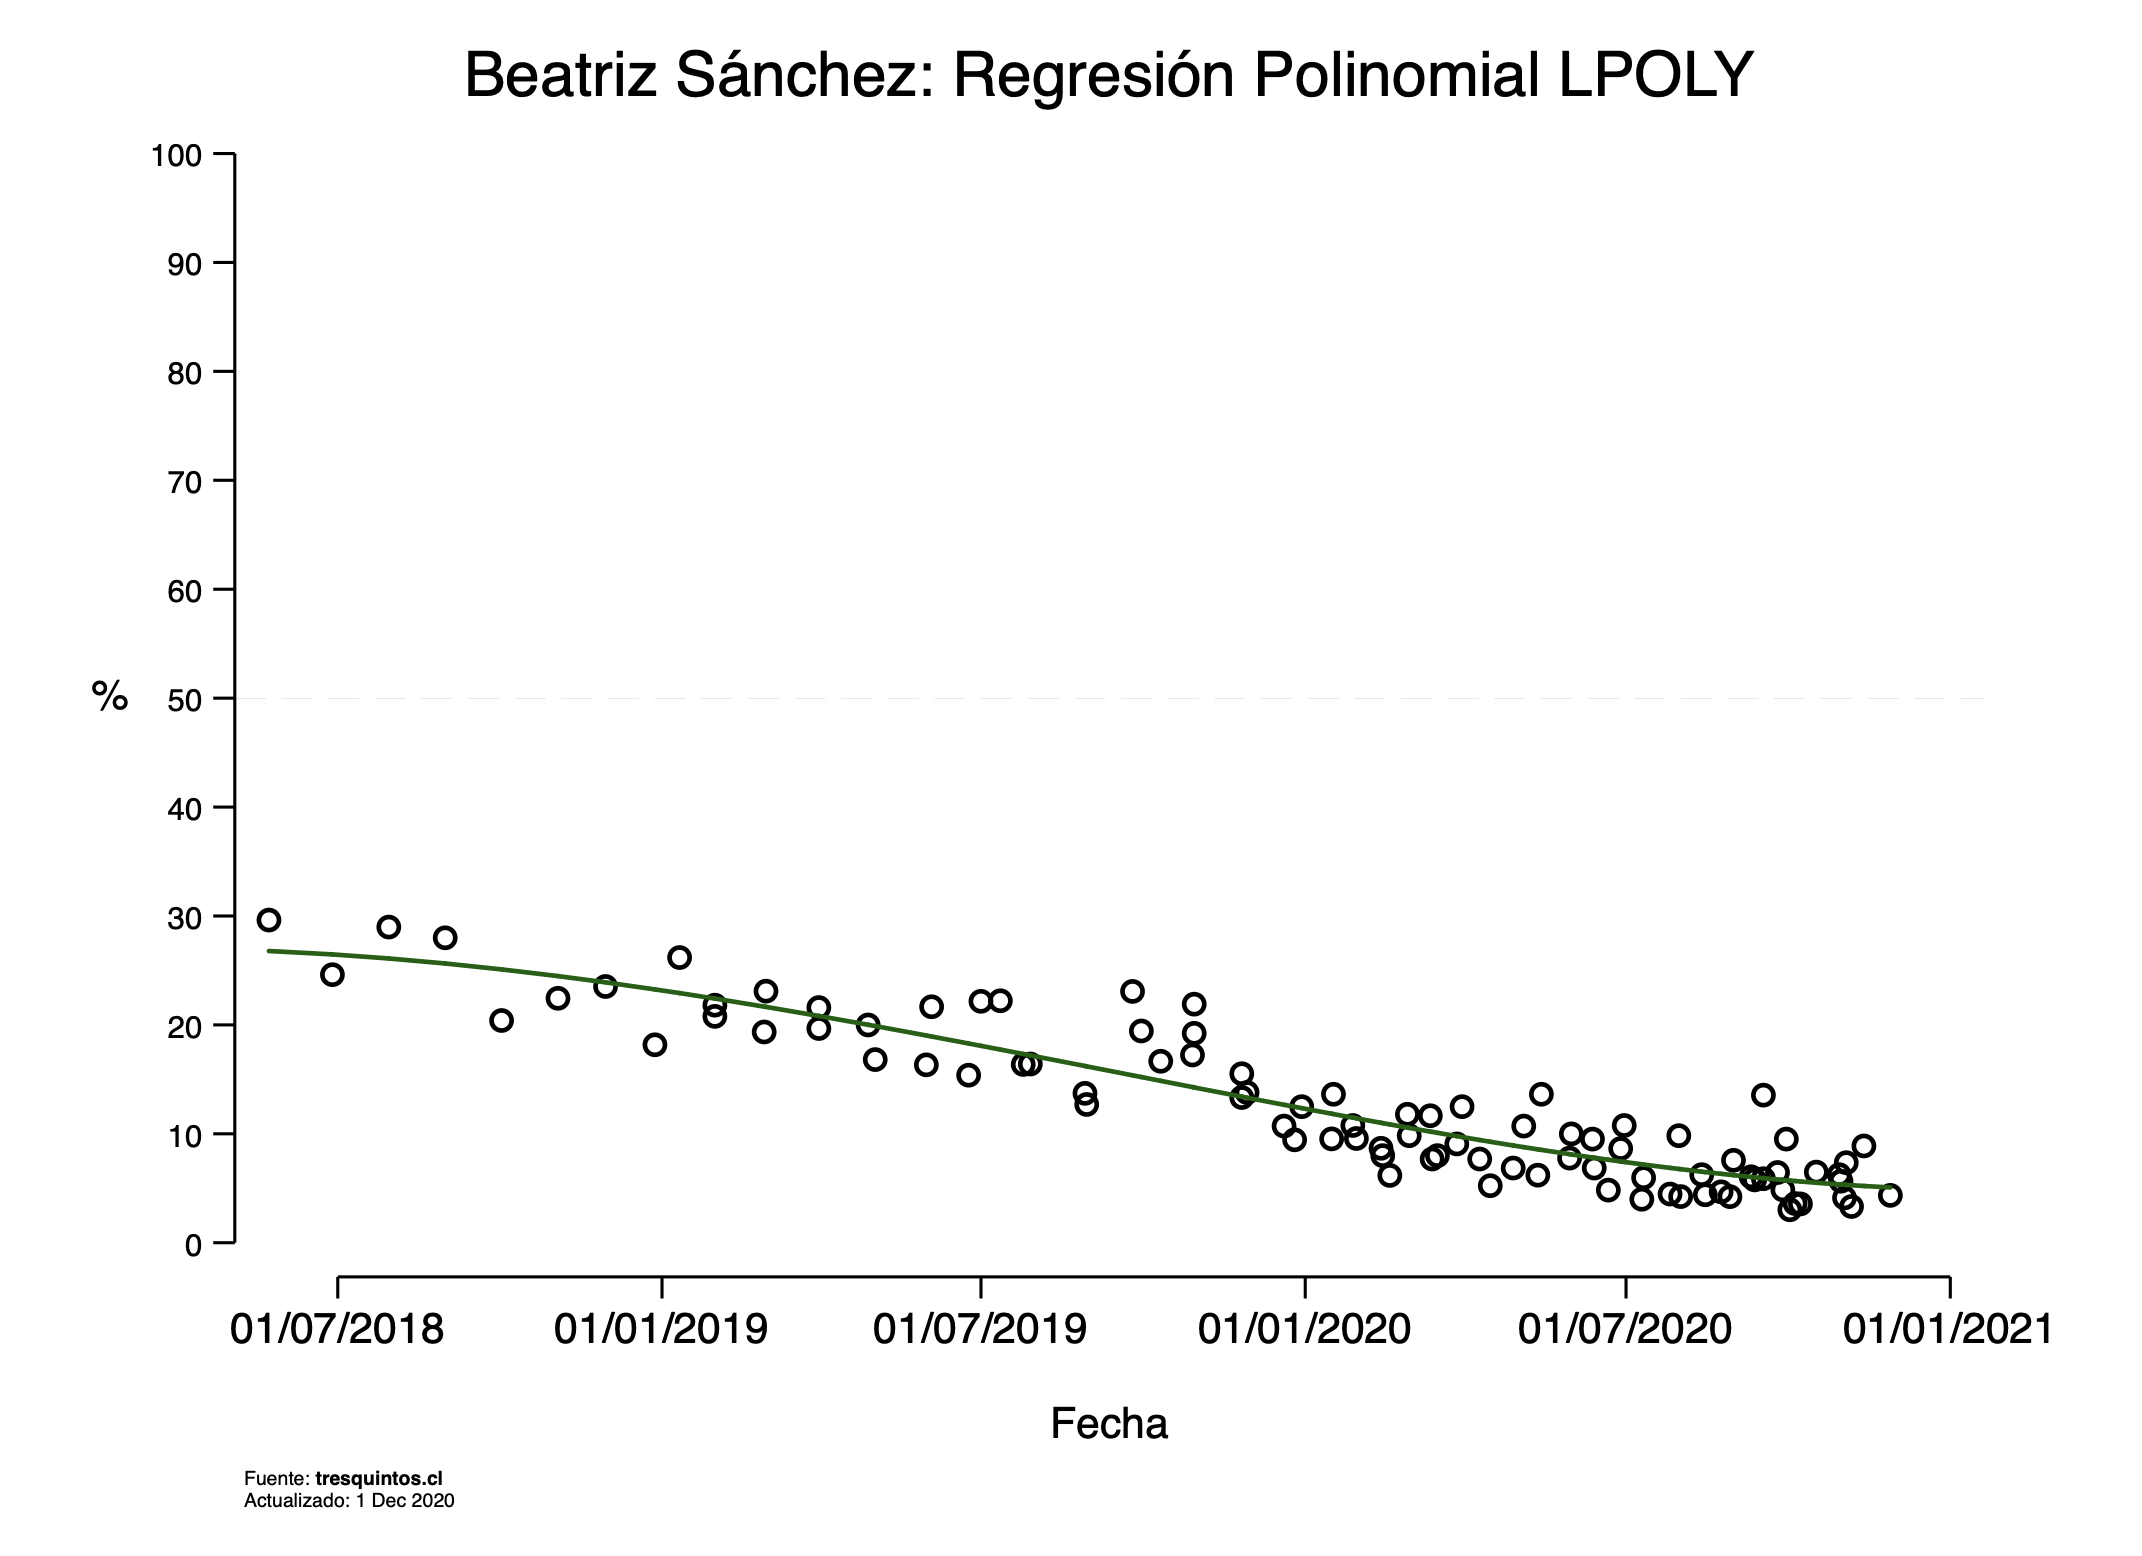 Beatriz Sánchez: Regresión Polinomial LPOLY
100
90
80
70
60
% 50
40
30
20
10
0
01/07/2018 01/01/2019 01/07/2019 01/01/2020 01/07/2020 01/01/2021
Fecha
Fuente: tresquintos.cl
Actualizado: 1 Dec 2020